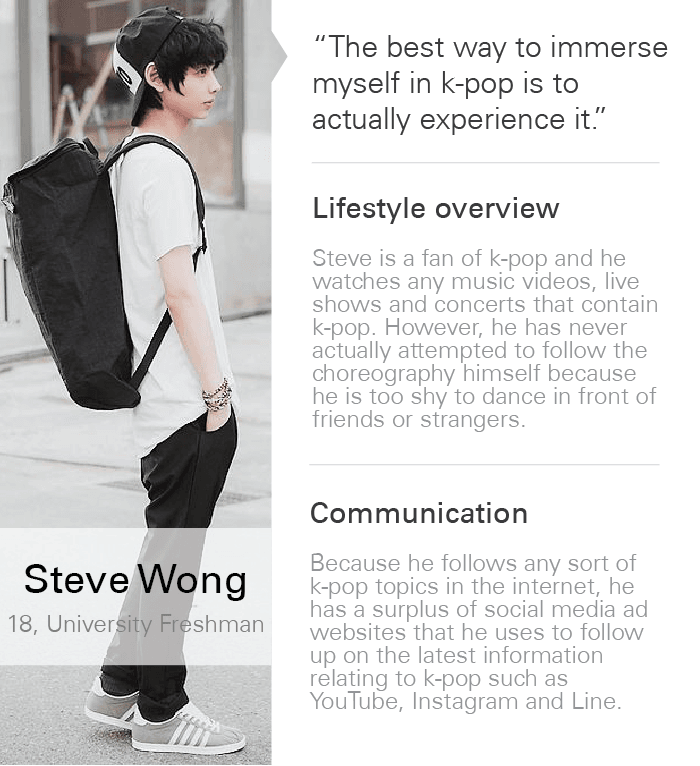 “The best way to immerse
myself in k-pop is to
actually experience it.”
Lifestyle overview
Steve is a fan of k-pop and he
watches any music videos, live
shows and concerts that contain
k-pop. However, he has never
actually attempted to follow the
choreography himself because
he is too shy to dance in front of
friends or strangers.
Communication
Because he follows any sort of
k-pop topics in the internet, he
has a surplus of social media ad
websites that he uses to follow
up on the latest information
relating to k-pop such as
YouTube, Instagram and Line.
Steve Wong
18, University Freshman